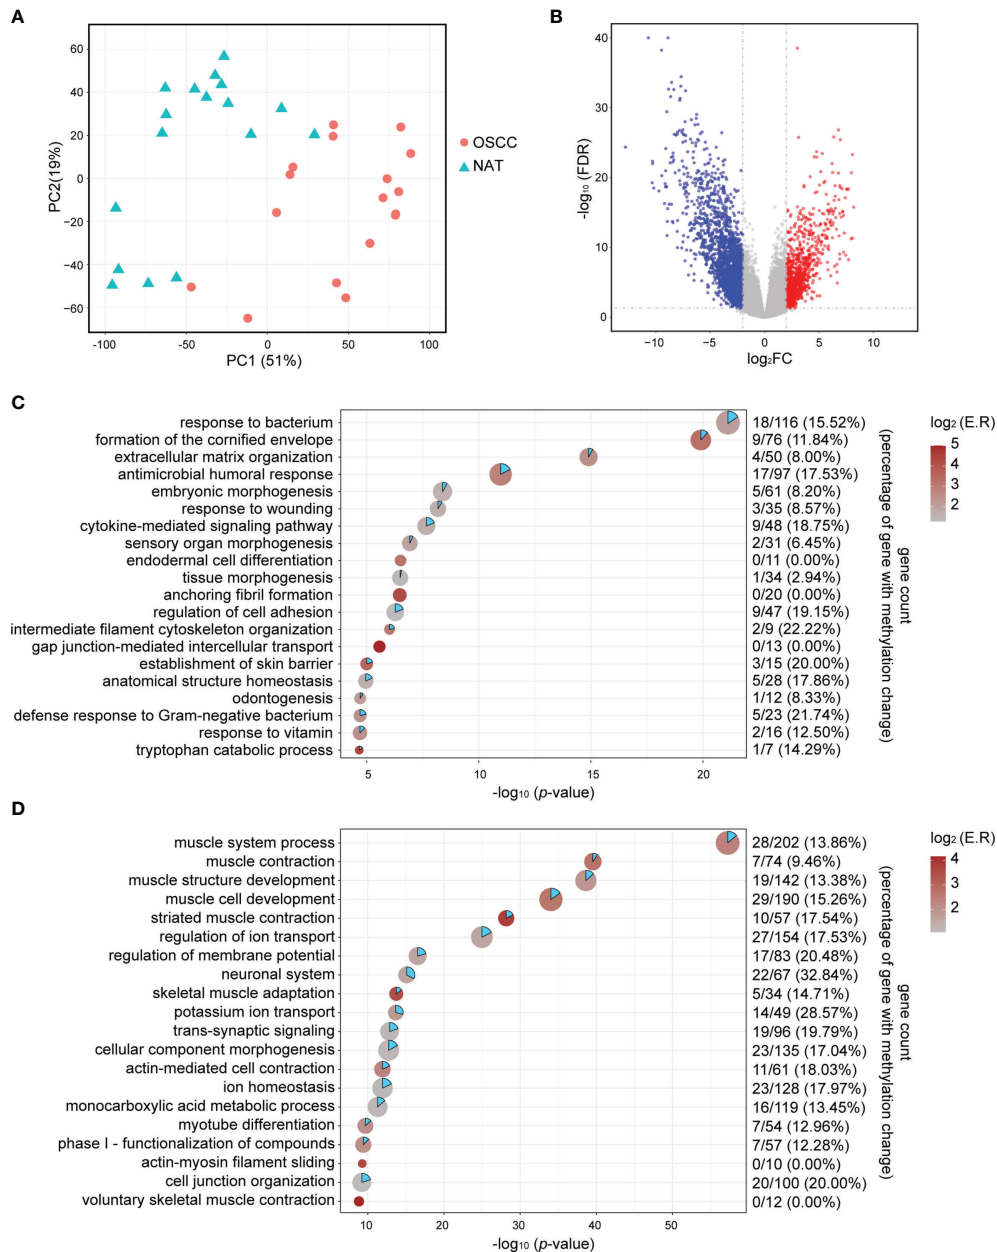 A
60
40
20
0
−20
−40
−60
PC2(19%)
-100
-50
0
50
100
PC1 (51%)
OSCC
NAT
B
40
30
20
10
0
-log₁₀ (FDR)
−10
−5
0
5
10
log₂FC
C
response to bacterium 18/116 (15.52%)
formation of the cornified envelope 9/76 (11.84%)
extracellular matrix organization 4/50 (8.00%)
antimicrobial humoral response 17/97 (17.53%)
embryonic morphogenesis 5/61 (8.20%)
response to wounding 3/35 (8.57%)
cytokine-mediated signaling pathway 9/48 (18.75%)
sensory organ morphogenesis 2/31 (6.45%)
endodermal cell differentiation 0/11 (0.00%)
tissue morphogenesis 1/34 (2.94%)
anchoring fibril formation 0/20 (0.00%)
regulation of cell adhesion 9/47 (19.15%)
intermediate filament cytoskeleton organization 2/9 (22.22%)
gap junction-mediated intercellular transport 0/13 (0.00%)
establishment of skin barrier 3/15 (20.00%)
anatomical structure homeostasis 5/28 (17.86%)
odontogenesis 1/12 (8.33%)
defense response to Gram-negative bacterium 5/23 (21.74%)
response to vitamin 2/16 (12.50%)
tryptophan catabolic process 1/7 (14.29%)
5
10
15
20
-log₁₀ (p-value)
gene count
(percentage of gene with methylation change)
log₂ (E.R)
5
4
3
2
D
muscle system process 28/202 (13.86%)
muscle contraction 7/74 (9.46%)
muscle structure development 19/142 (13.38%)
muscle cell development 29/190 (15.26%)
striated muscle contraction 10/57 (17.54%)
regulation of ion transport 27/154 (17.53%)
regulation of membrane potential 17/83 (20.48%)
neuronal system 22/67 (32.84%)
skeletal muscle adaptation 5/34 (14.71%)
potassium ion transport 14/49 (28.57%)
trans-synaptic signaling 19/96 (19.79%)
cellular component morphogenesis 23/135 (17.04%)
actin-mediated cell contraction 11/61 (18.03%)
ion homeostasis 23/128 (17.97%)
monocarboxylic acid metabolic process 16/119 (13.45%)
myotube differentiation 7/54 (12.96%)
phase I - functionalization of compounds 7/57 (12.28%)
actin-myosin filament sliding 0/10 (0.00%)
cell junction organization 20/100 (20.00%)
voluntary skeletal muscle contraction 0/12 (0.00%)
10
20
30
40
50
-log₁₀ (p-value)
gene count
(percentage of gene with methylation change)
log₂ (E.R)
4
3
2